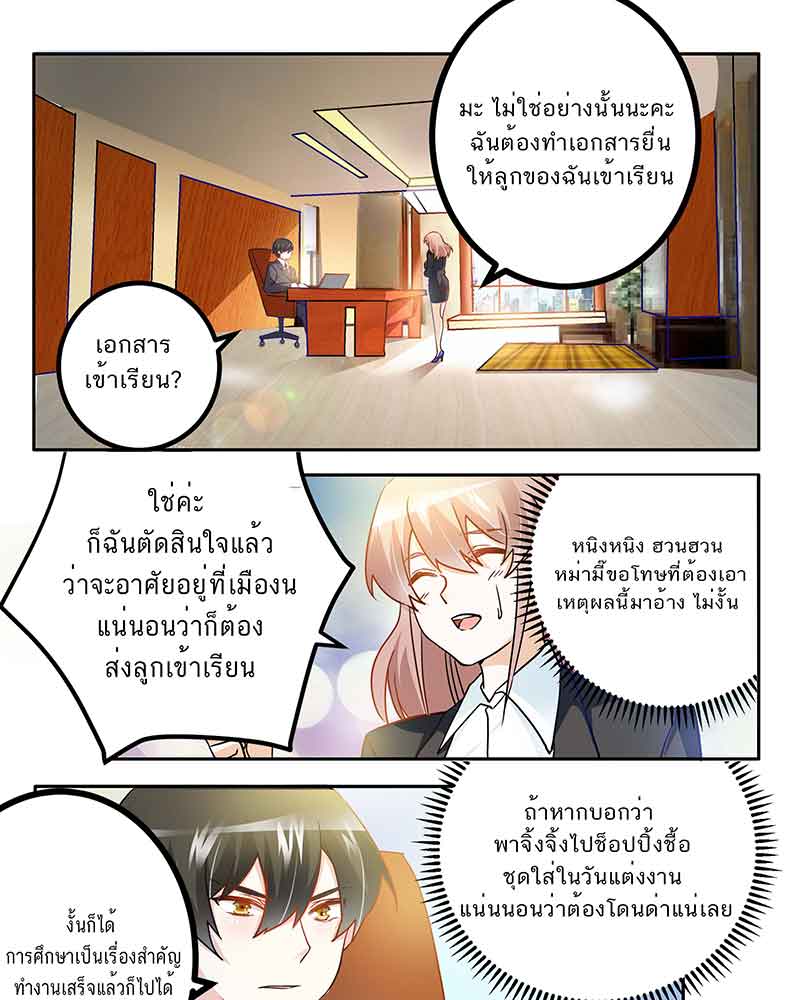 มะ ไม่ใช่อย่างนั้นนะคะ
ฉันต้องทำเอกสารยื่น
ให้ลูกของฉันเข้าเรียน
เอกสาร
เข้าเรียน?
ใช่ค่ะ
ก็ฉันตัดสินใจแล้ว
ว่าจะอาศัยอยู่ที่เมืองน
แน่นอนว่าก็ต้อง
ส่งลูกเข้าเรียน
หนิงหนิง ฮวนฮวน
หม่ามี๊ขอโทษที่ต้องเอา
เหตุผลนี้มาอ้าง ไม่งั้น
ถ้าหากบอกว่า
พาจิ้งจิ้งไปช็อปปิ้งชื้อ
ชุดใส่ในวันแต่งงาน
แน่นอนว่าต้องโดนด่าแน่เลย
งั้นก็ได้
การศึกษาเป็นเรื่องสำคัญ
ทำงานเสร็จแล้วก็ไปได้